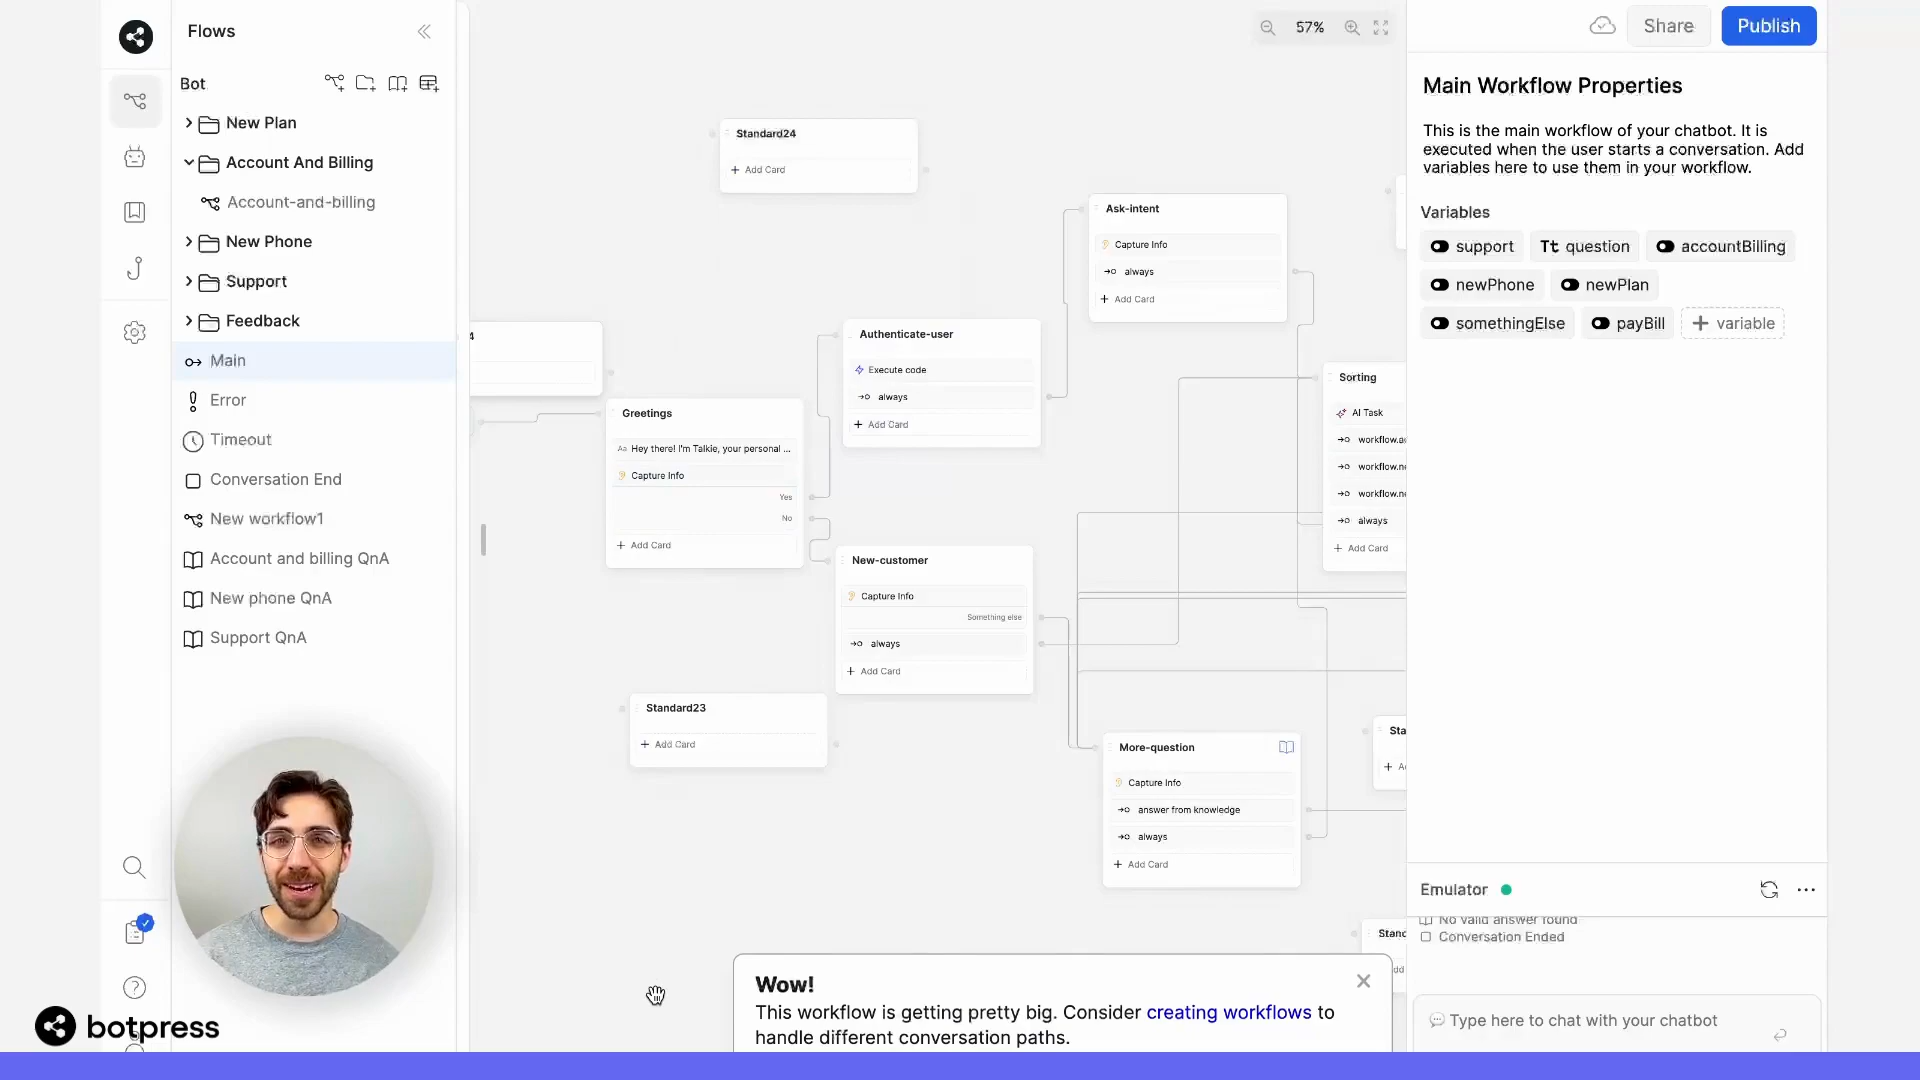 Flows
Bot
New Plan
Account And Billing
Account-and-billing
New Phone
Support
Feedback
Main
Error
Timeout
Conversation End
New workflow1
Account and billing QnA
New phone QnA
Support QnA
botpress
57%
Standard24
Add Card
4
Greetings
Aa Hey there! I'm Talkie, your personal ...
Capture Info
Yes
No
Add Card
Authenticate-user
Execute code
always
Add Card
New-customer
Capture Info
Something else
always
Add Card
Standard23
Add Card
Ask-intent
Capture Info
always
Add Card
Sorting
AI Task
always
Add Card
More-question
Capture Info
answer from knowledge
always
Add Card
Wow!
This workflow is getting pretty big. Consider creating workflows to
handle different conversation paths.
Share
Publish
Main Workflow Properties
This is the main workflow of your chatbot. It is
executed when the user starts a conversation. Add
variables here to use them in your workflow.
Variables
support Tt question accountBilling
newPhone newPlan
somethingElse payBill + variable
Emulator
No valid answer found
Conversation Ended
Type here to chat with your chatbot